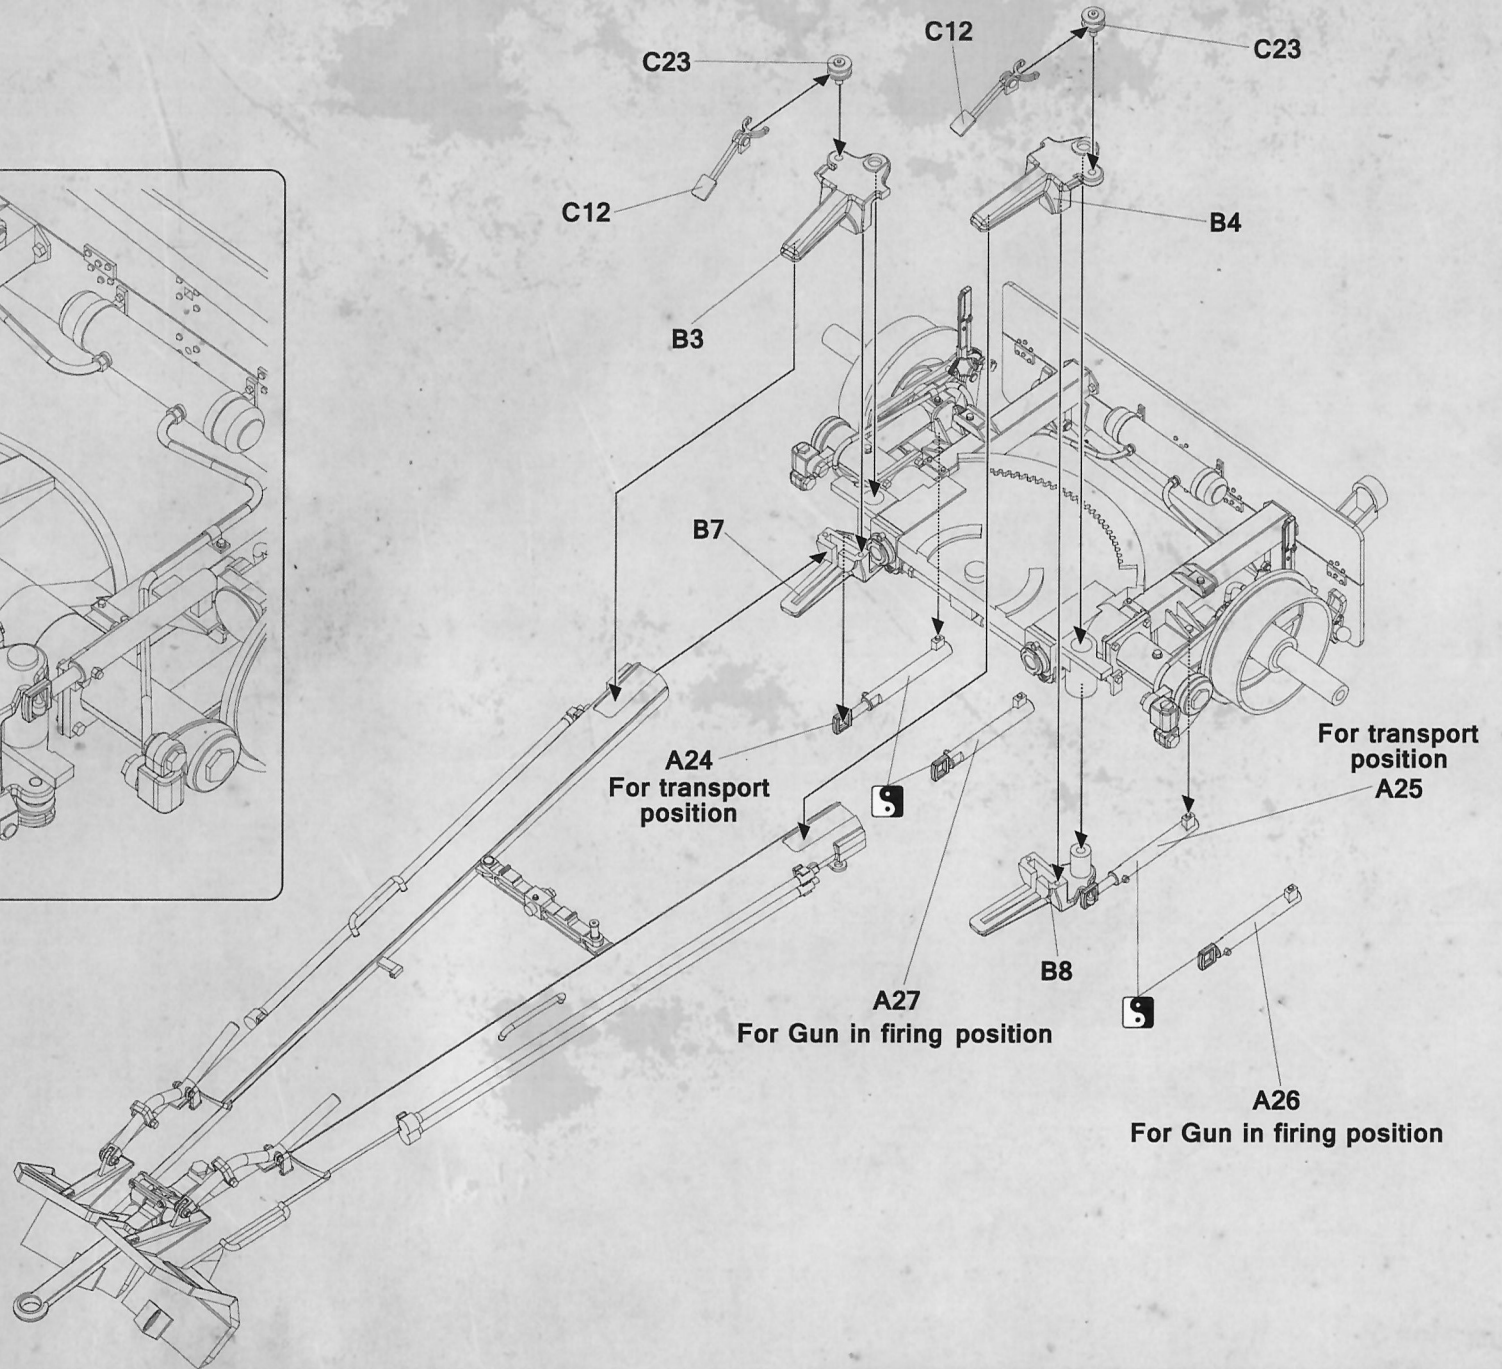 C12
C23
C23
C12
B4
B3
B7
For transport
position
A25
A24
For transport
position
B8
A27
For Gun in firing position
A26
For Gun in firing position